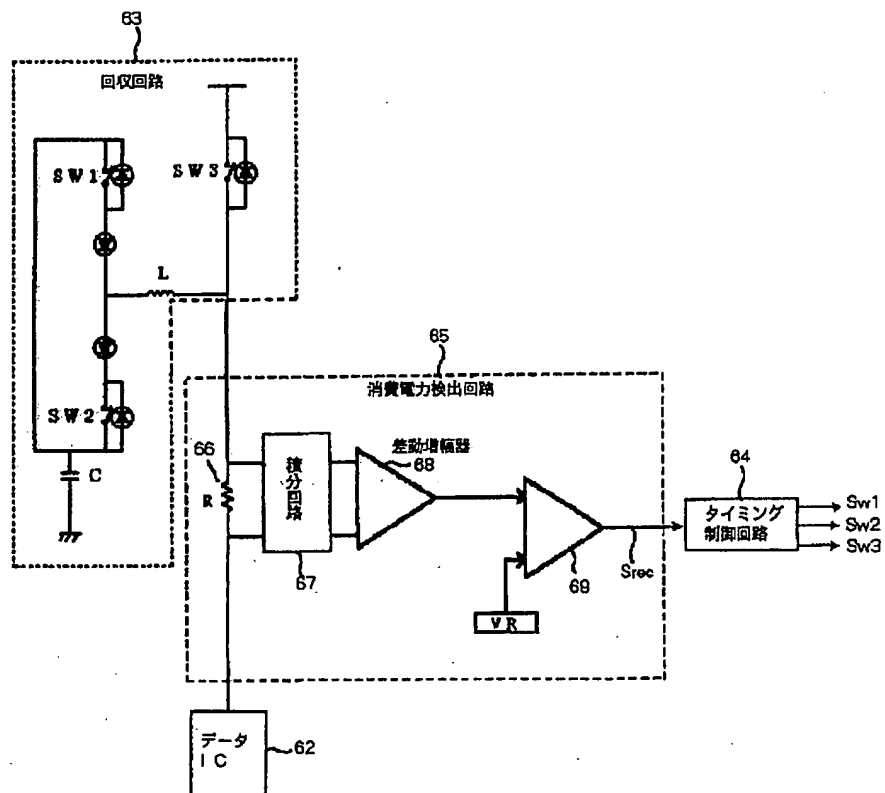 63
回収回路
SW1
SW3
L
SW2
C
65
消費電力検出回路
66
R
積分回路
67
差動増幅器
68
VR
69
Srec
64
タイミング
制御回路
Sw1
Sw2
Sw3
データ
IC
62